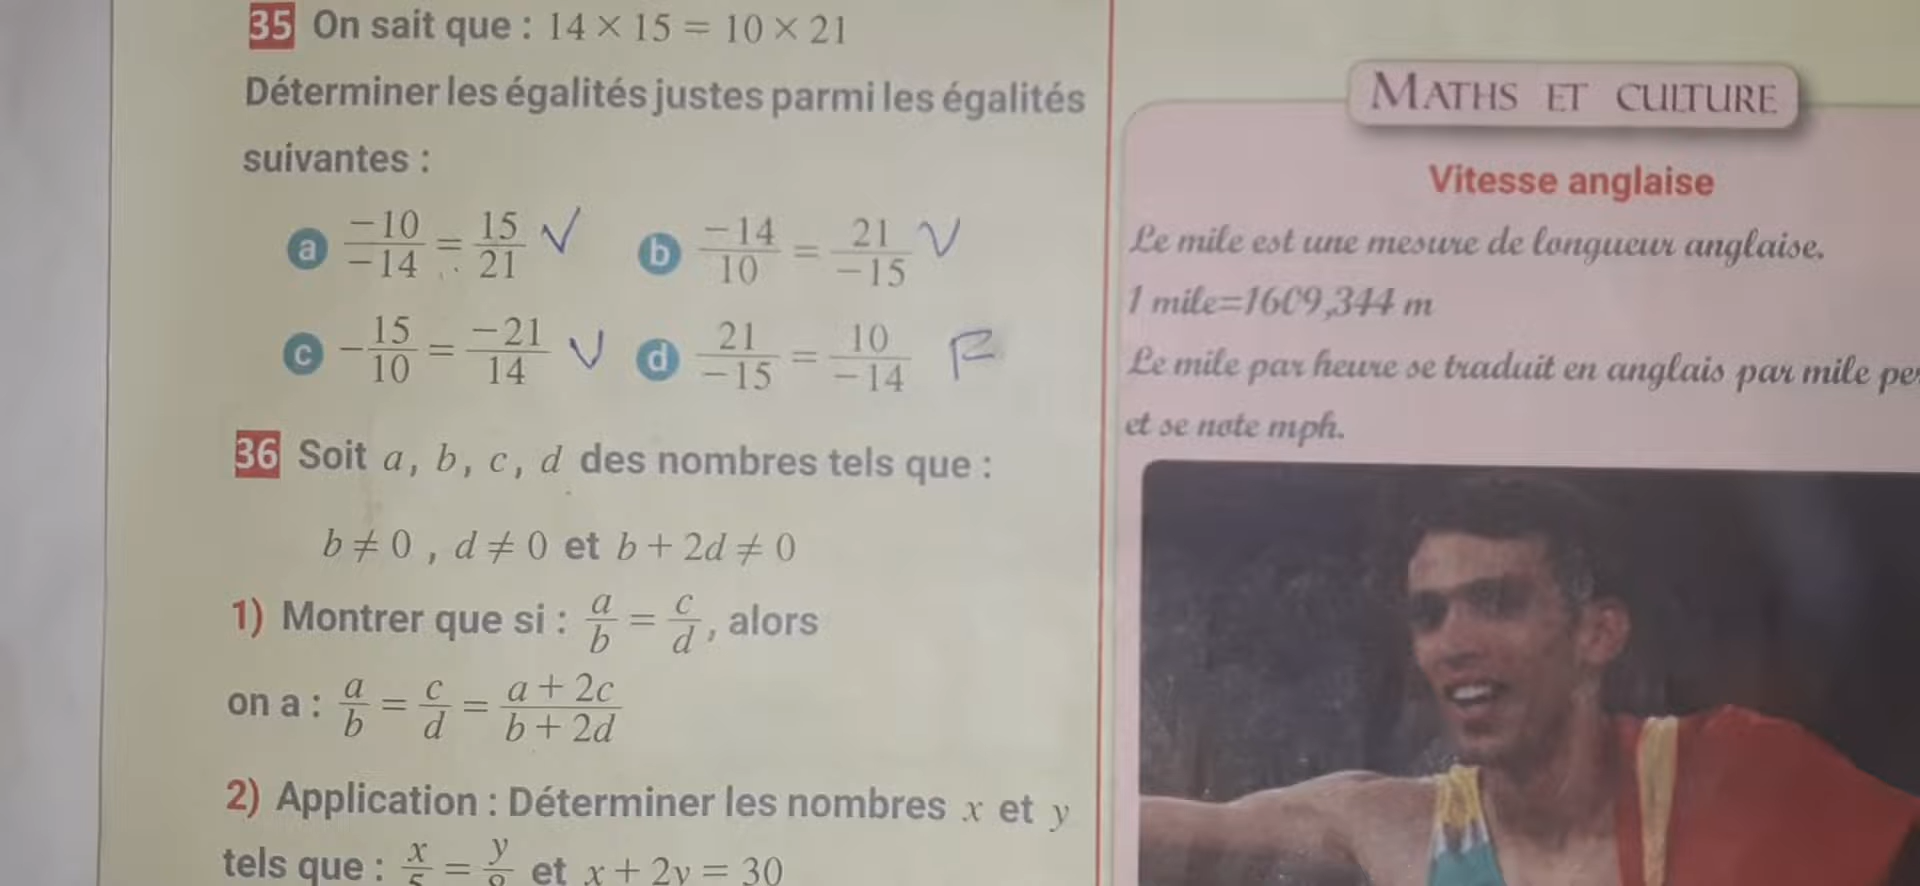 35 On sait que : 14 × 15 = 10 × 21
Déterminer les égalités justes parmi les égalités
suivantes :
a -10/-14 = 15/21 √ b -14/10 = 21/-15 V
c -15/10 = -21/14 V d 21/-15 = 10/-14 F
36 Soit a, b, c, d des nombres tels que :
b ≠ 0 , d ≠ 0 et b + 2d ≠ 0
1) Montrer que si : a/b = c/d, alors
on a : a/b = c/d = a + 2c/b + 2d
2) Application : Déterminer les nombres x et y
tels que : x/5 = y/ et x + 2y = 30
MATHS ET CULTURE
Vitesse anglaise
Le mile est une mesure de longueur anglaise.
1 mile=1609,344 m
Le mile par heure se traduit en anglais par mile
et se note mph.